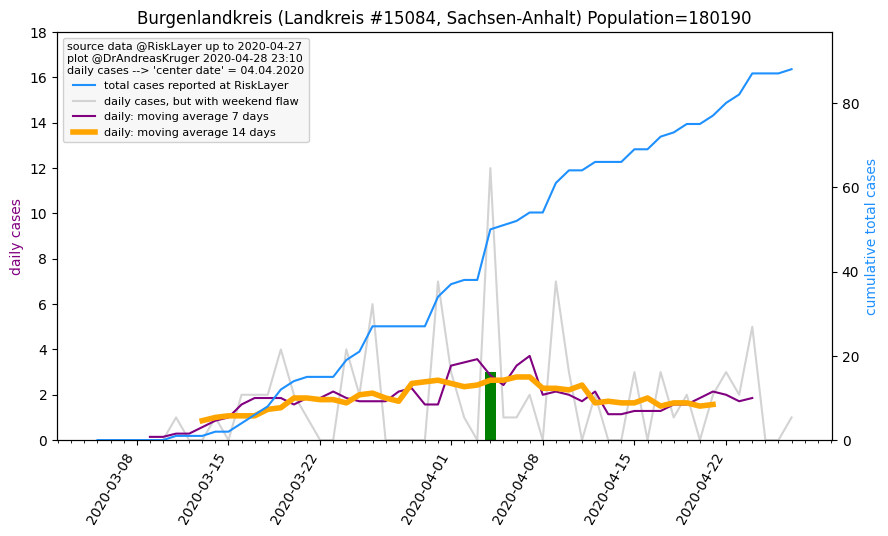 Burgenlandkreis (Landkreis #15084, Sachsen-Anhalt) Population=180190
source data @RiskLayer up to 2020-04-27
plot @DrAndreasKruger 2020-04-28 23:10
daily cases --> 'center date' = 04.04.2020
total cases reported at RiskLayer
daily cases, but with weekend flaw
daily: moving average 7 days
daily: moving average 14 days
daily cases
18
16
14
12
10
8
6
4
2
0
cumulative total cases
80
60
40
20
0
2020-03-08
2020-03-15
2020-03-22
2020-04-01
2020-04-08
2020-04-15
2020-04-22